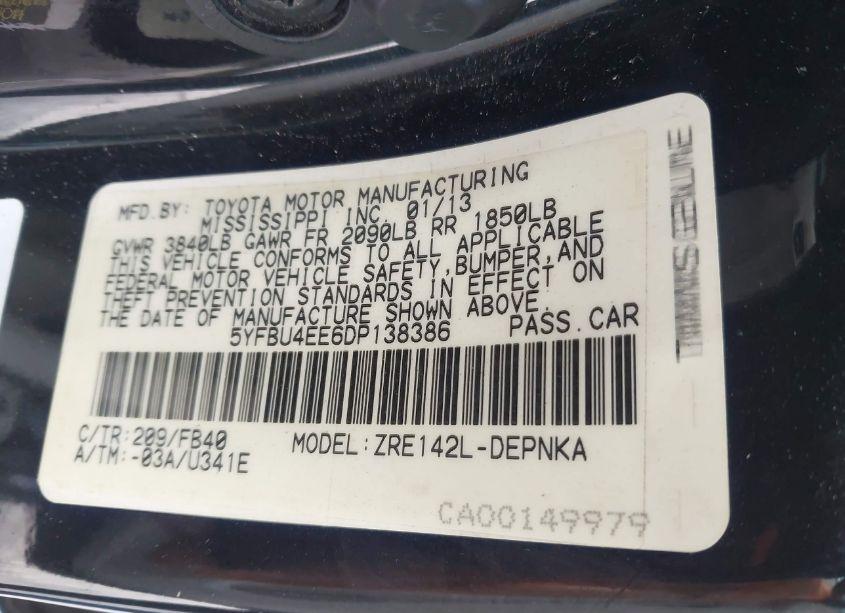 MFD.BY: TOYOTA MOTOR MANUFACTURING
MISSISSIPPI INC. 01/13
GVWR 3840LB GAWR FR 2090LB RR 1850LB
THIS VEHICLE CONFORMS TO ALL APPLICABLE
FEDERAL MOTOR VEHICLE SAFETY,BUMPER,AND
THEFT PREVENTION STANDARDS IN EFFECT ON
THE DATE OF MANUFACTURE SHOWN ABOVE.
5YFBU4EE6DP138386 PASS.CAR
C/TR:209/FB40 MODEL:ZRE142L-DEPNKA
A/TM:-03A/U341E
CA00149979